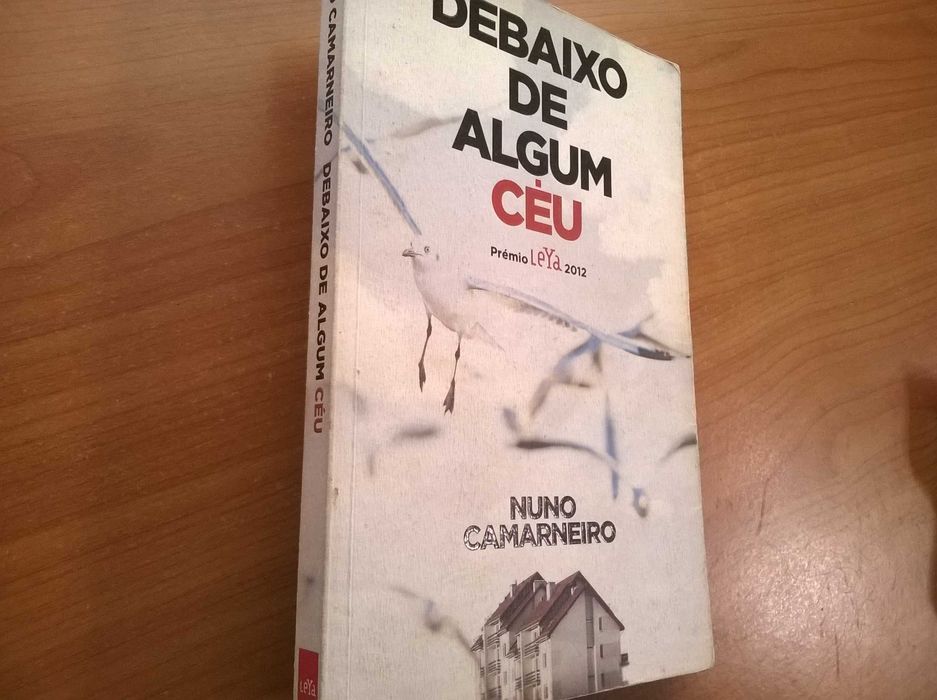 DEBAIXO
DE
ALGUM
CÉU
Prémio LeYa 2012
NUNO
CAMARNEIRO
CAMARNEIRO DEBAIXO DE ALGUM CÉU
LeYa